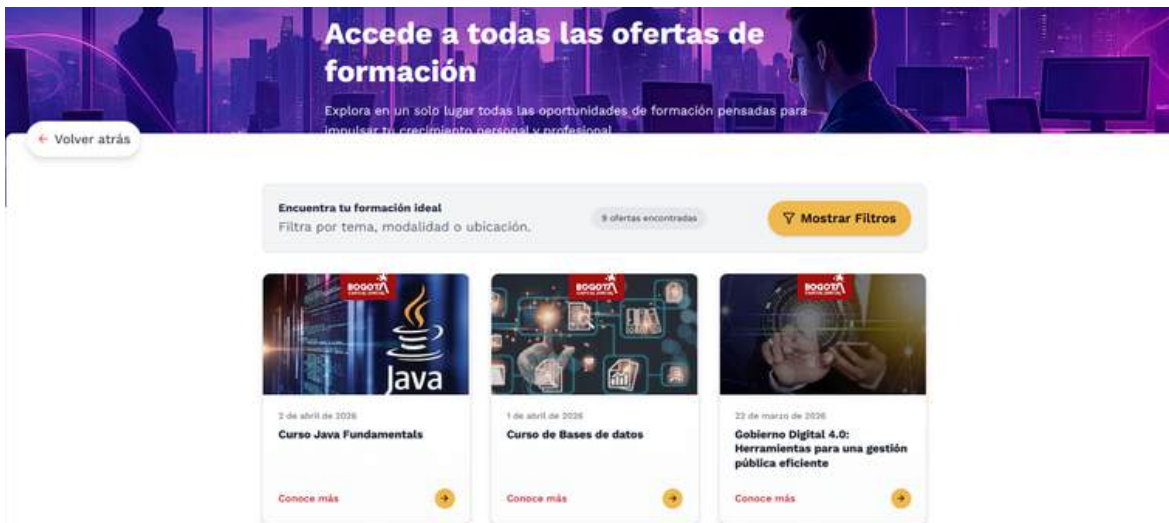 Accede a todas las ofertas de
formación
Explora en un solo lugar todas las oportunidades de formación pensadas para
impulsar tu crecimiento personal y profesional
← Volver atrás
Encuentra tu formación ideal
Filtra por tema, modalidad o ubicación.
9 ofertas encontradas
Mostrar Filtros
BOGOTÁ
Java
2 de abril de 2026
Curso Java Fundamentals
Conoce más
BOGOTÁ
1 de abril de 2026
Curso de Bases de datos
Conoce más
BOGOTÁ
22 de marzo de 2026
Gobierno Digital 4.0:
Herramientas para una gestión
pública eficiente
Conoce más